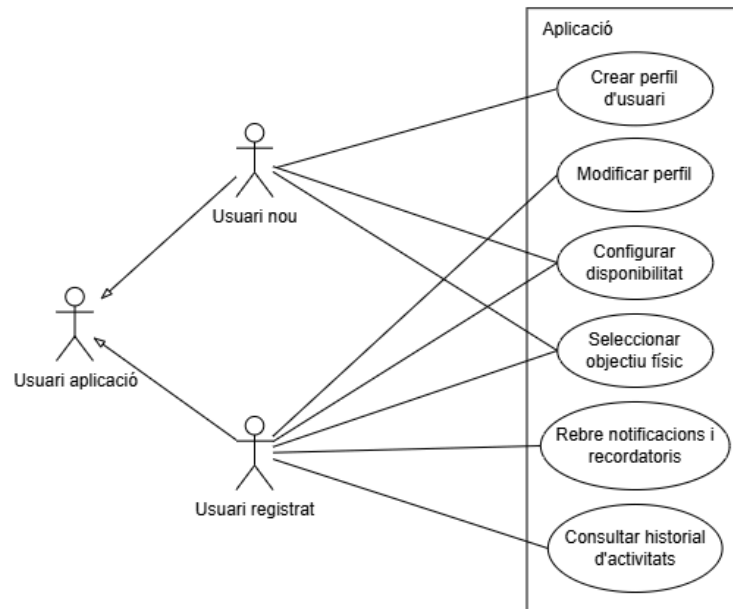 Aplicació
Crear perfil
d'usuari
Usuari nou
Modificar perfil
Configurar
disponibilitat
Usuari aplicació
Seleccionar
objectiu físic
Rebre notificacions i
recordatoris
Usuari registrat
Consultar historial
d'activitats